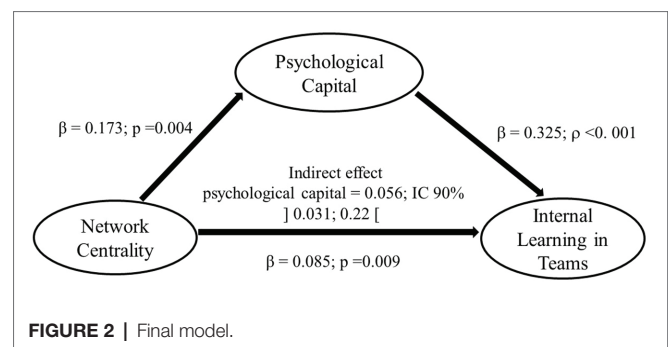 Psychological
Capital
β = 0.173; p =0.004
β = 0.325; ρ <0. 001
Indirect effect
psychological capital = 0.056; IC 90%
] 0.031; 0.22 [
Network
Centrality
Internal
Learning in
Teams
β = 0.085; p =0.009
FIGURE 2 | Final model.